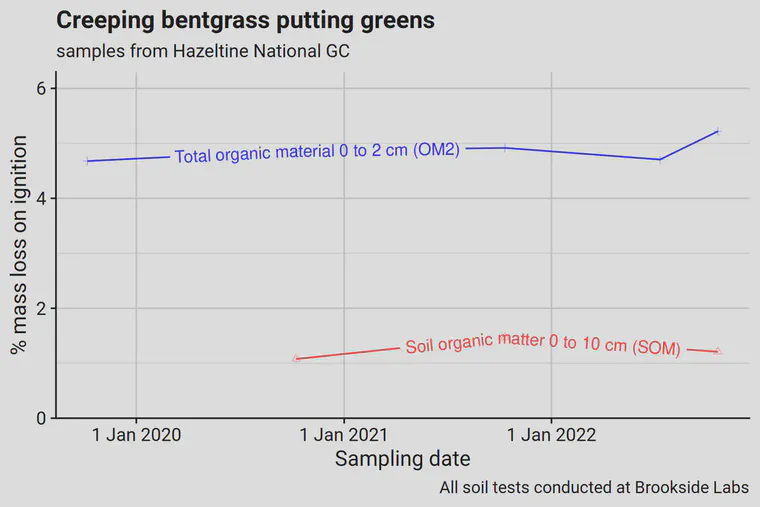 Creeping bentgrass putting greens
samples from Hazeltine National GC
% mass loss on ignition
6
4
2
0
Total organic material 0 to 2 cm (OM2)
Soil organic matter 0 to 10 cm (SOM)
1 Jan 2020
1 Jan 2021
1 Jan 2022
Sampling date
All soil tests conducted at Brookside Labs